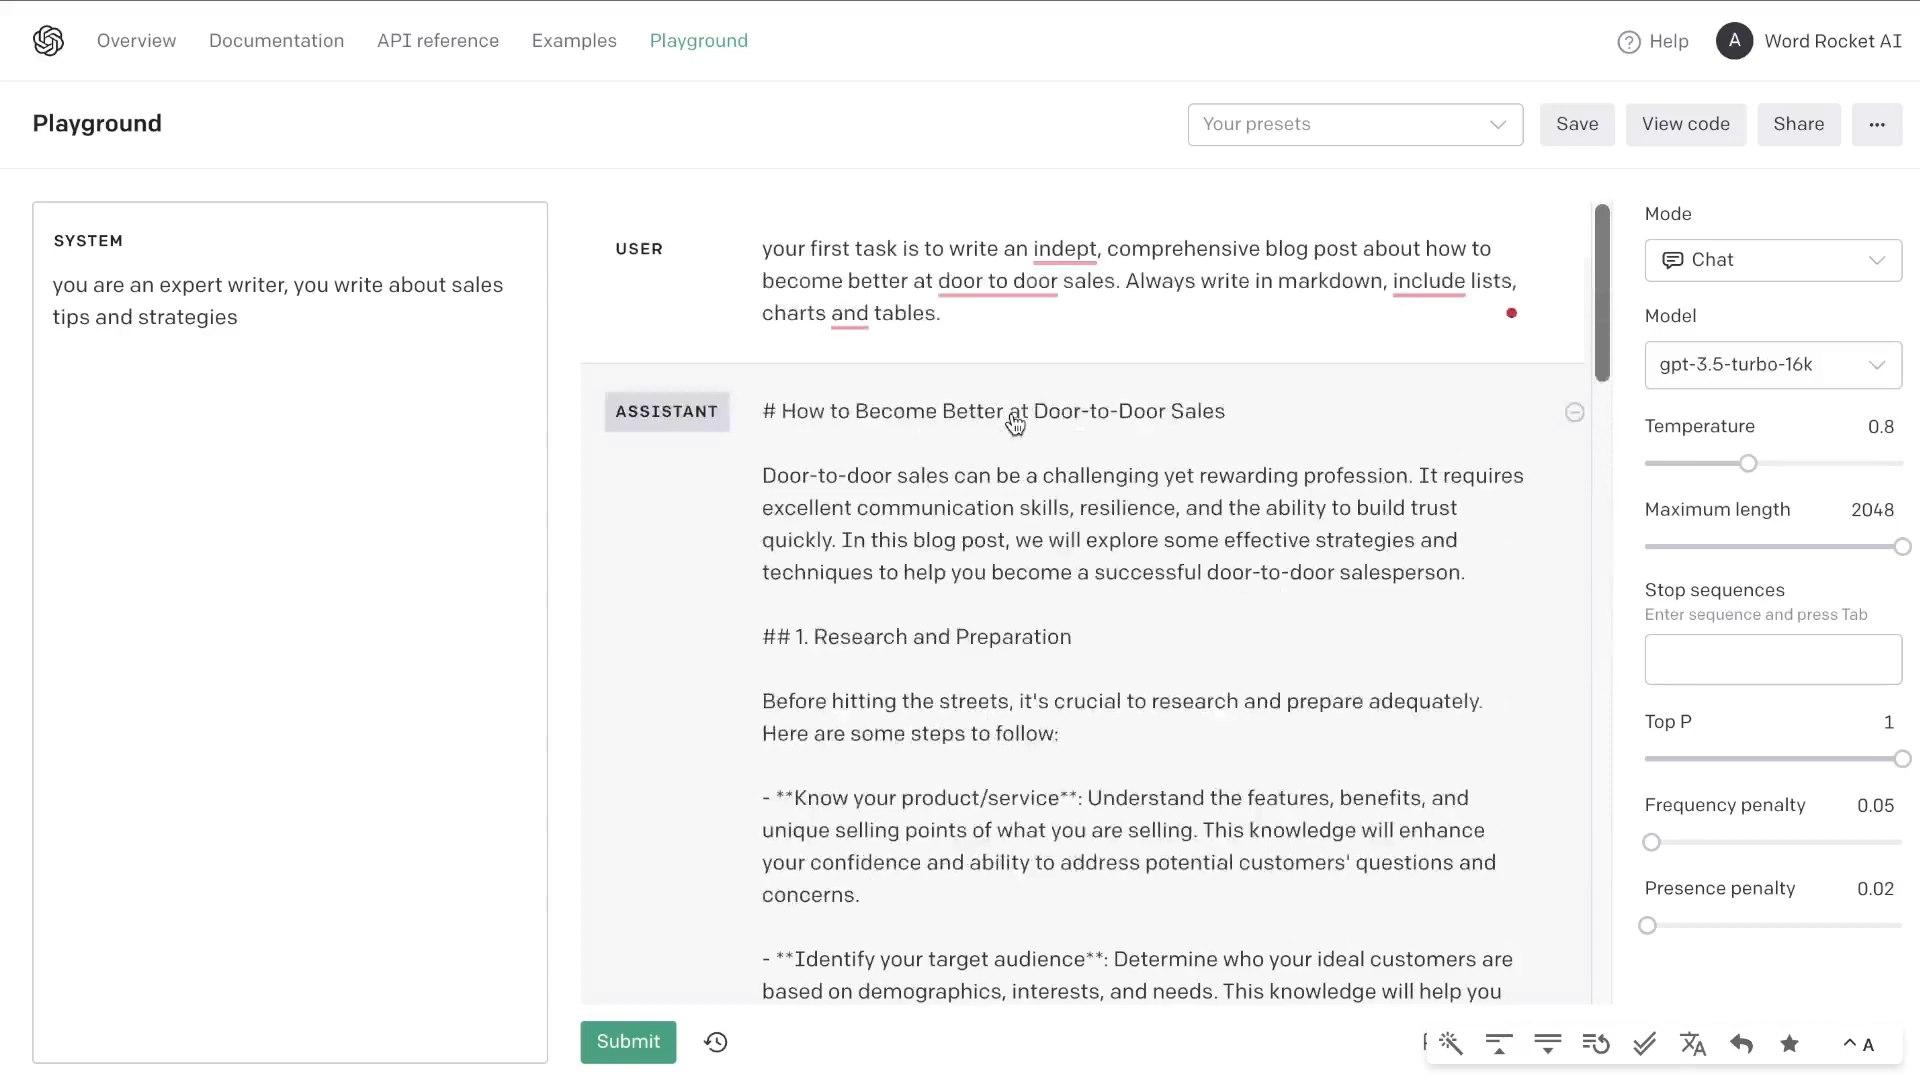 Overview Documentation API reference Examples Playground
Help A Word Rocket AI
Playground
Your presets Save View code Share ...
SYSTEM
you are an expert writer, you write about sales
tips and strategies
USER
your first task is to write an indept, comprehensive blog post about how to
become better at door to door sales. Always write in markdown, include lists,
charts and tables.
ASSISTANT
# How to Become Better at Door-to-Door Sales
Door-to-door sales can be a challenging yet rewarding profession. It requires
excellent communication skills, resilience, and the ability to build trust
quickly. In this blog post, we will explore some effective strategies and
techniques to help you become a successful door-to-door salesperson.
## 1. Research and Preparation
Before hitting the streets, it's crucial to research and prepare adequately.
Here are some steps to follow:
- **Know your product/service**: Understand the features, benefits, and
unique selling points of what you are selling. This knowledge will enhance
your confidence and ability to address potential customers' questions and
concerns.
- **Identify your target audience**: Determine who your ideal customers are
based on demographics, interests, and needs. This knowledge will help you
Submit
Mode
Chat
Model
gpt-3.5-turbo-16k
Temperature 0.8
Maximum length 2048
Stop sequences
Enter sequence and press Tab
Top P 1
Frequency penalty 0.05
Presence penalty 0.02
A